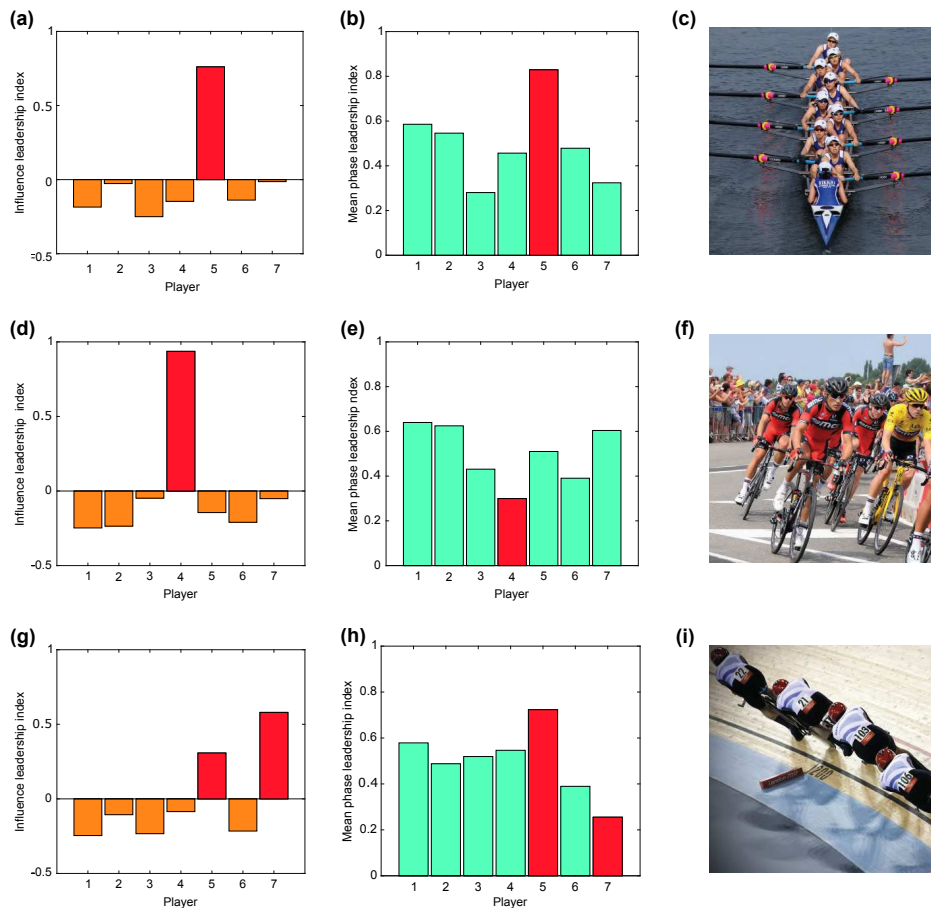 (a)
1
0.5
0
=0.5
Influence leadership index
1 2 3 4 5 6 7
Player
(b)
1
0.8
0.6
0.4
0.2
0
Mean phase leadership index
1 2 3 4 5 6 7
Player
(c)
(d)
1
0.5
0
-0.5
Influence leadership index
1 2 3 4 5 6 7
Player
(e)
1
0.8
0.6
0.4
0.2
0
Mean phase leadership index
1 2 3 4 5 6 7
Player
(f)
bmc
(g)
1
0.5
0
-0.5
Influence leadership index
1 2 3 4 5 6 7
Player
(h)
1
0.8
0.6
0.4
0.2
0
Mean phase leadership index
1 2 3 4 5 6 7
Player
(i)
22
21
103
106
200